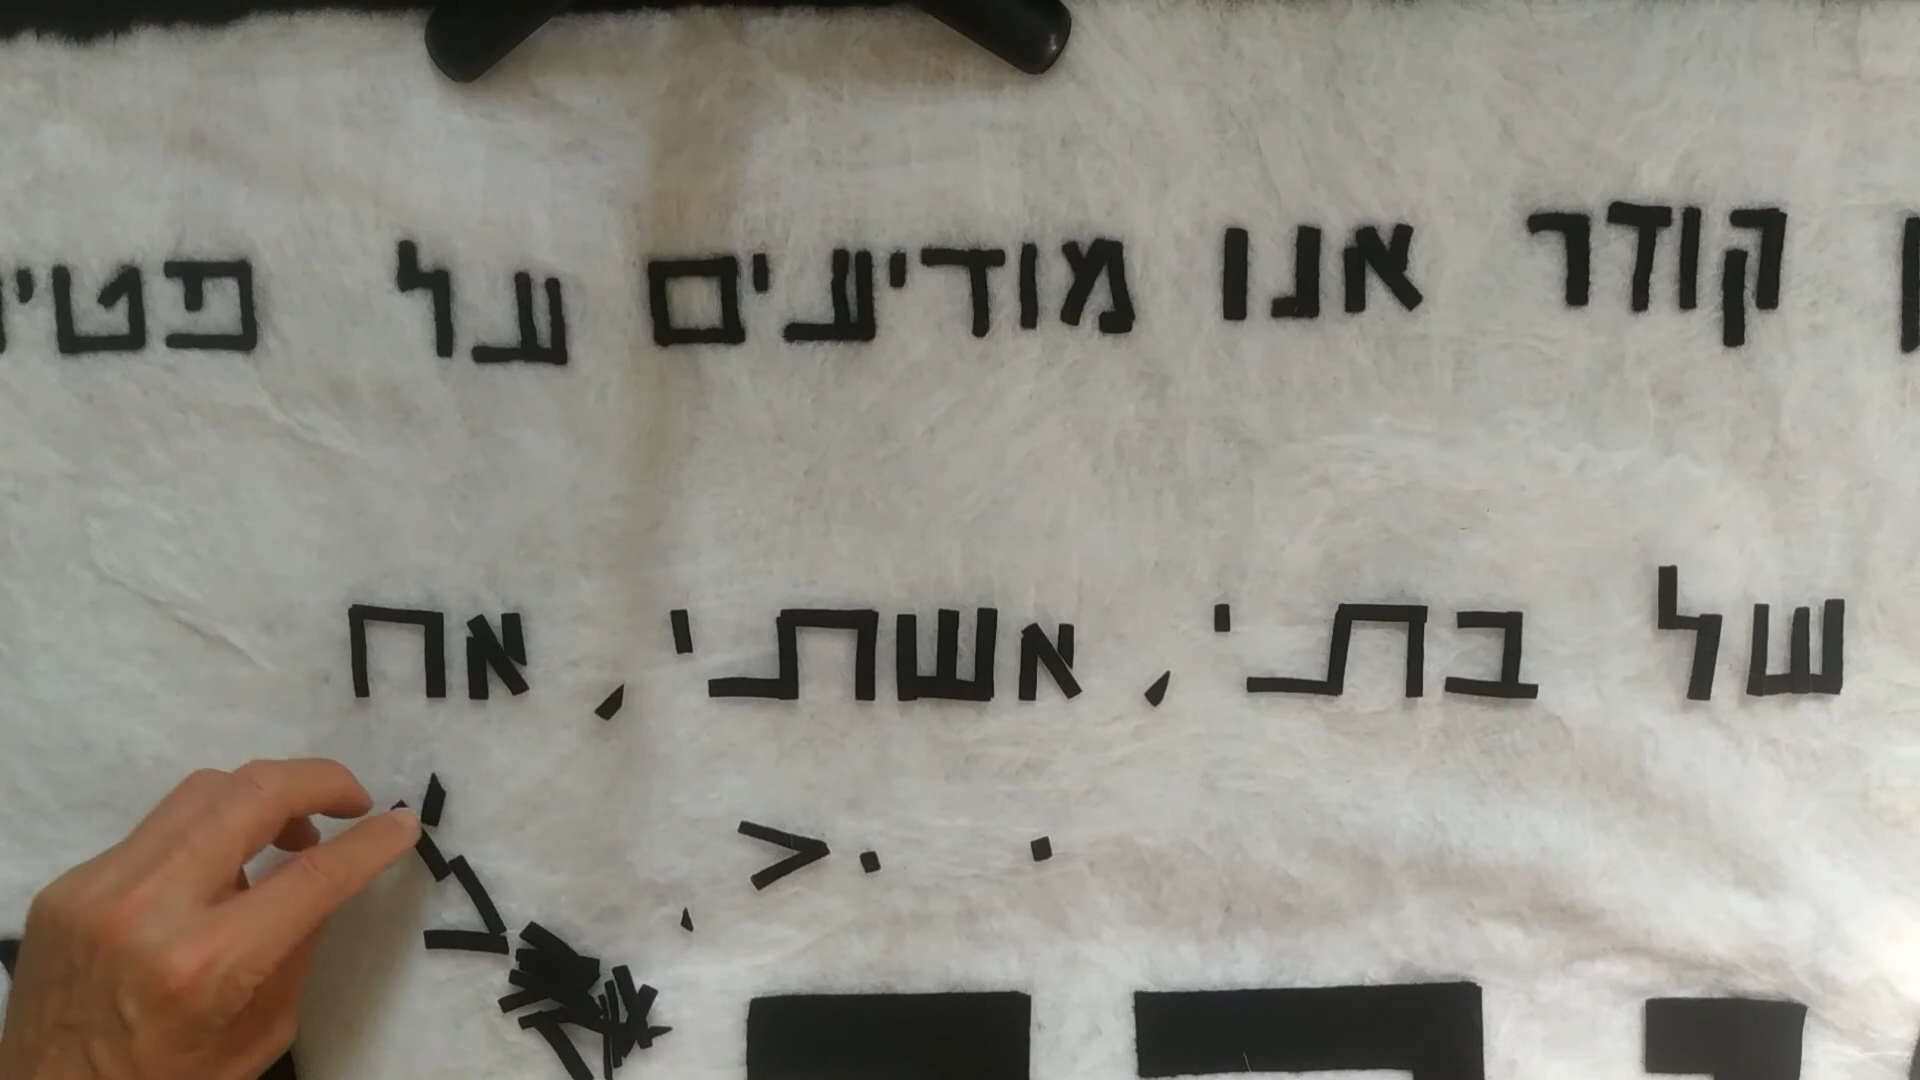 קודר אנו מודיעים על
של בתי, אשתי, אח